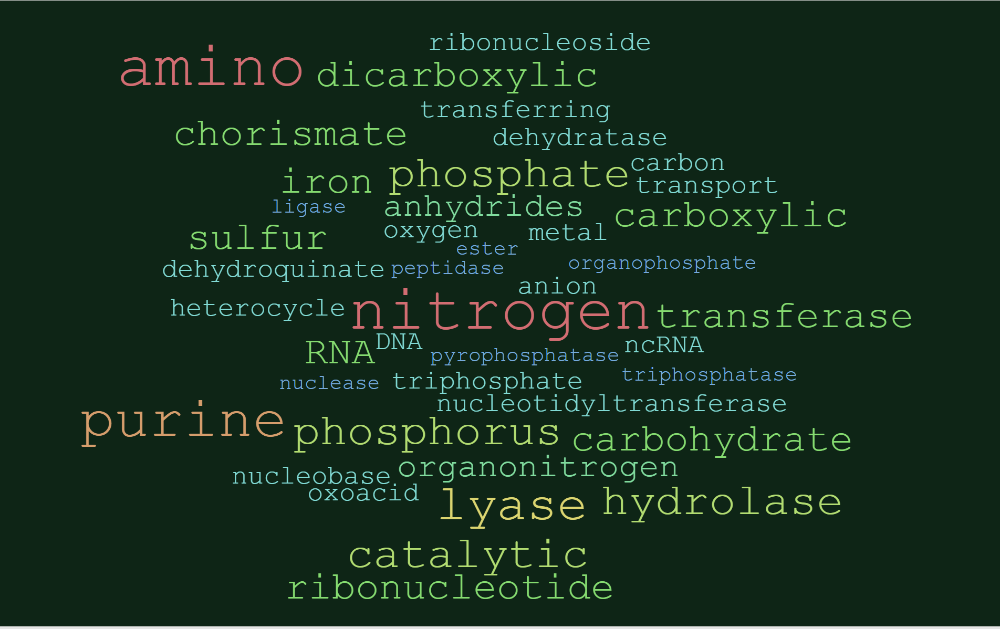 ribonucleoside
amino dicarboxylic
transferring
chorismate dehydratase
carbon
iron phosphate
transport
ligase anhydrides
carboxylic
oxygen metal
sulfur
ester
dehydroquinate peptidase organophosphate
anion
heterocycle nitrogen transferase
DNA
RNA pyrophosphatase ncRNA
nuclease triphosphate triphosphatase
nucleotidyltransferase
purine phosphorus carbohydrate
organonitrogen
nucleobase
oxoacid
lyase hydrolase
catalytic
ribonucleotide